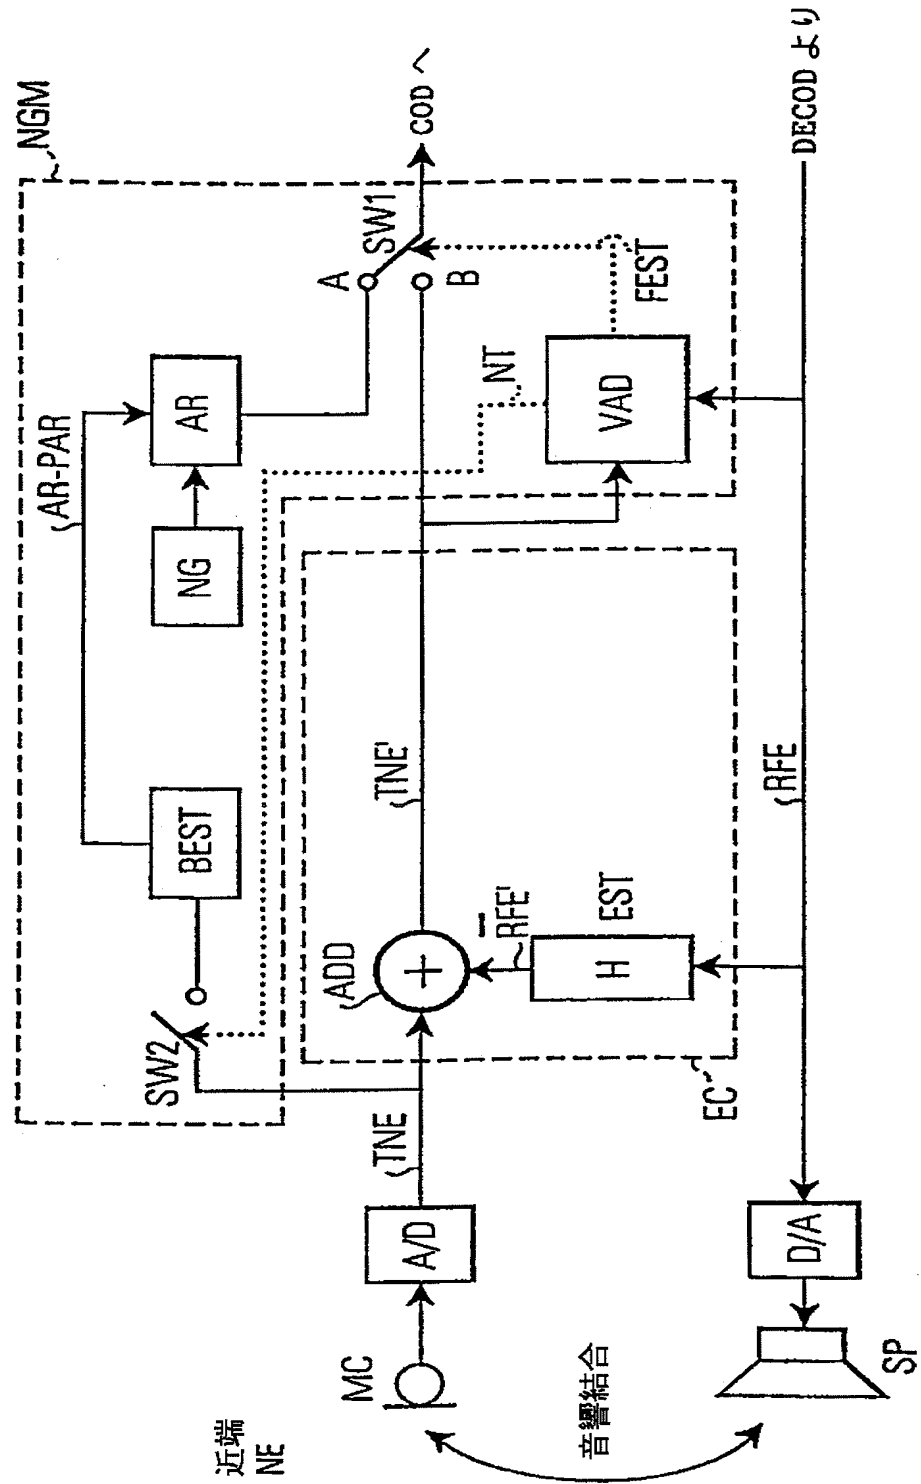 近端
NE
MC
音響結合
SP
A/D
D/A
TNE
SW2
BEST
AR-PAR
NG
AR
NGM
ADD
RFE'
−
H
EST
EC
TNE'
RFE
NT
VAD
FEST
A
B
SW1
COD へ
DECOD より
+